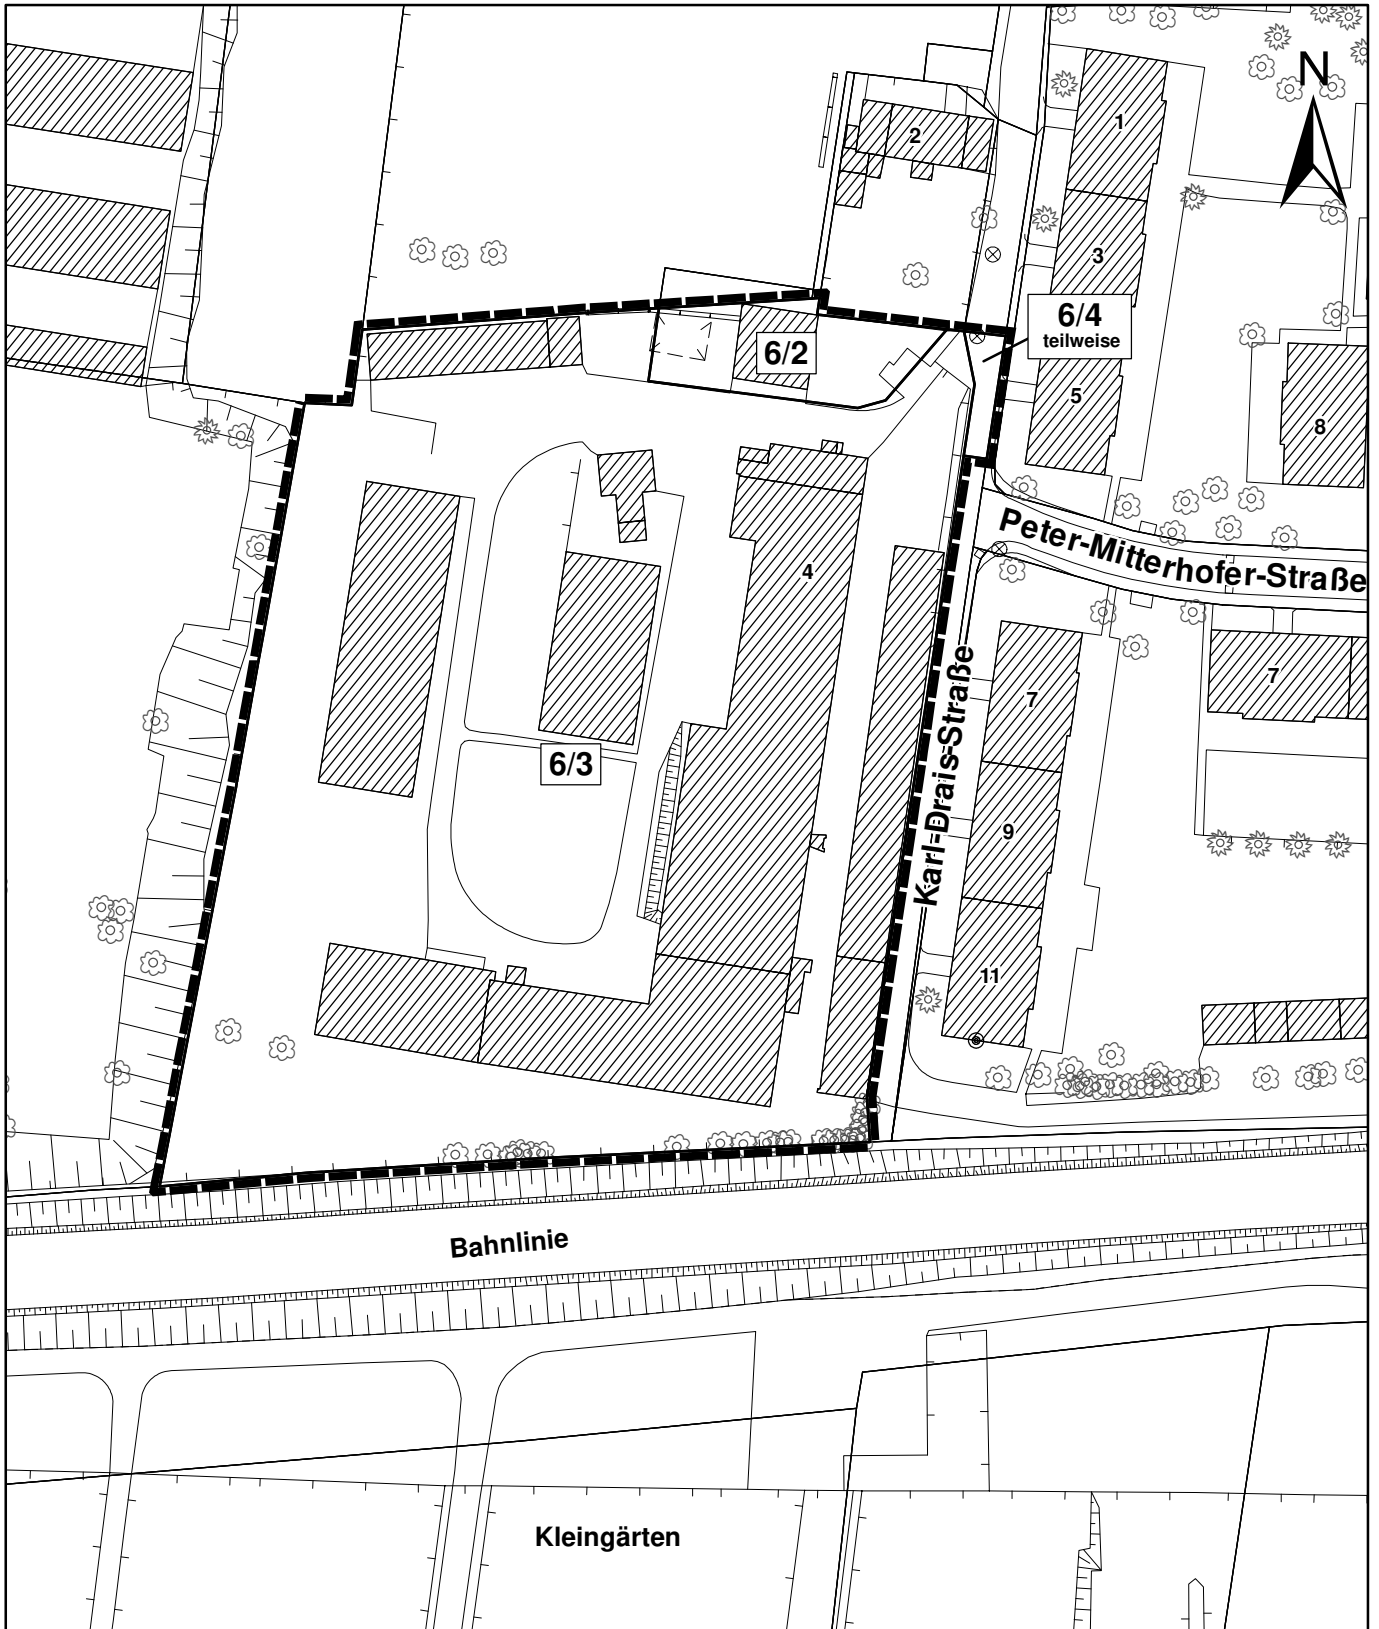 N
1
2
3
6/4
teilweise
6/2
5
8
Peter-Mitterhofer-Straße
4
Karl-Drais-Straße
7
7
6/3
9
11
Bahnlinie
Kleingärten